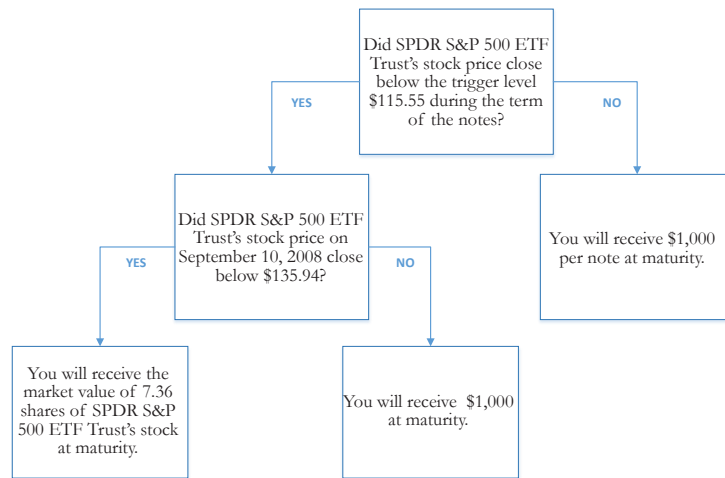 Did SPDR S&P 500 ETF
Trust's stock price close
below the trigger level
$115.55 during the term
of the notes?
YES
NO
Did SPDR S&P 500 ETF
Trust's stock price on
September 10, 2008 close
below $135.94?
You will receive $1,000
per note at maturity.
YES
NO
You will receive the
market value of 7.36
shares of SPDR S&P
500 ETF Trust's stock
at maturity.
You will receive $1,000
at maturity.